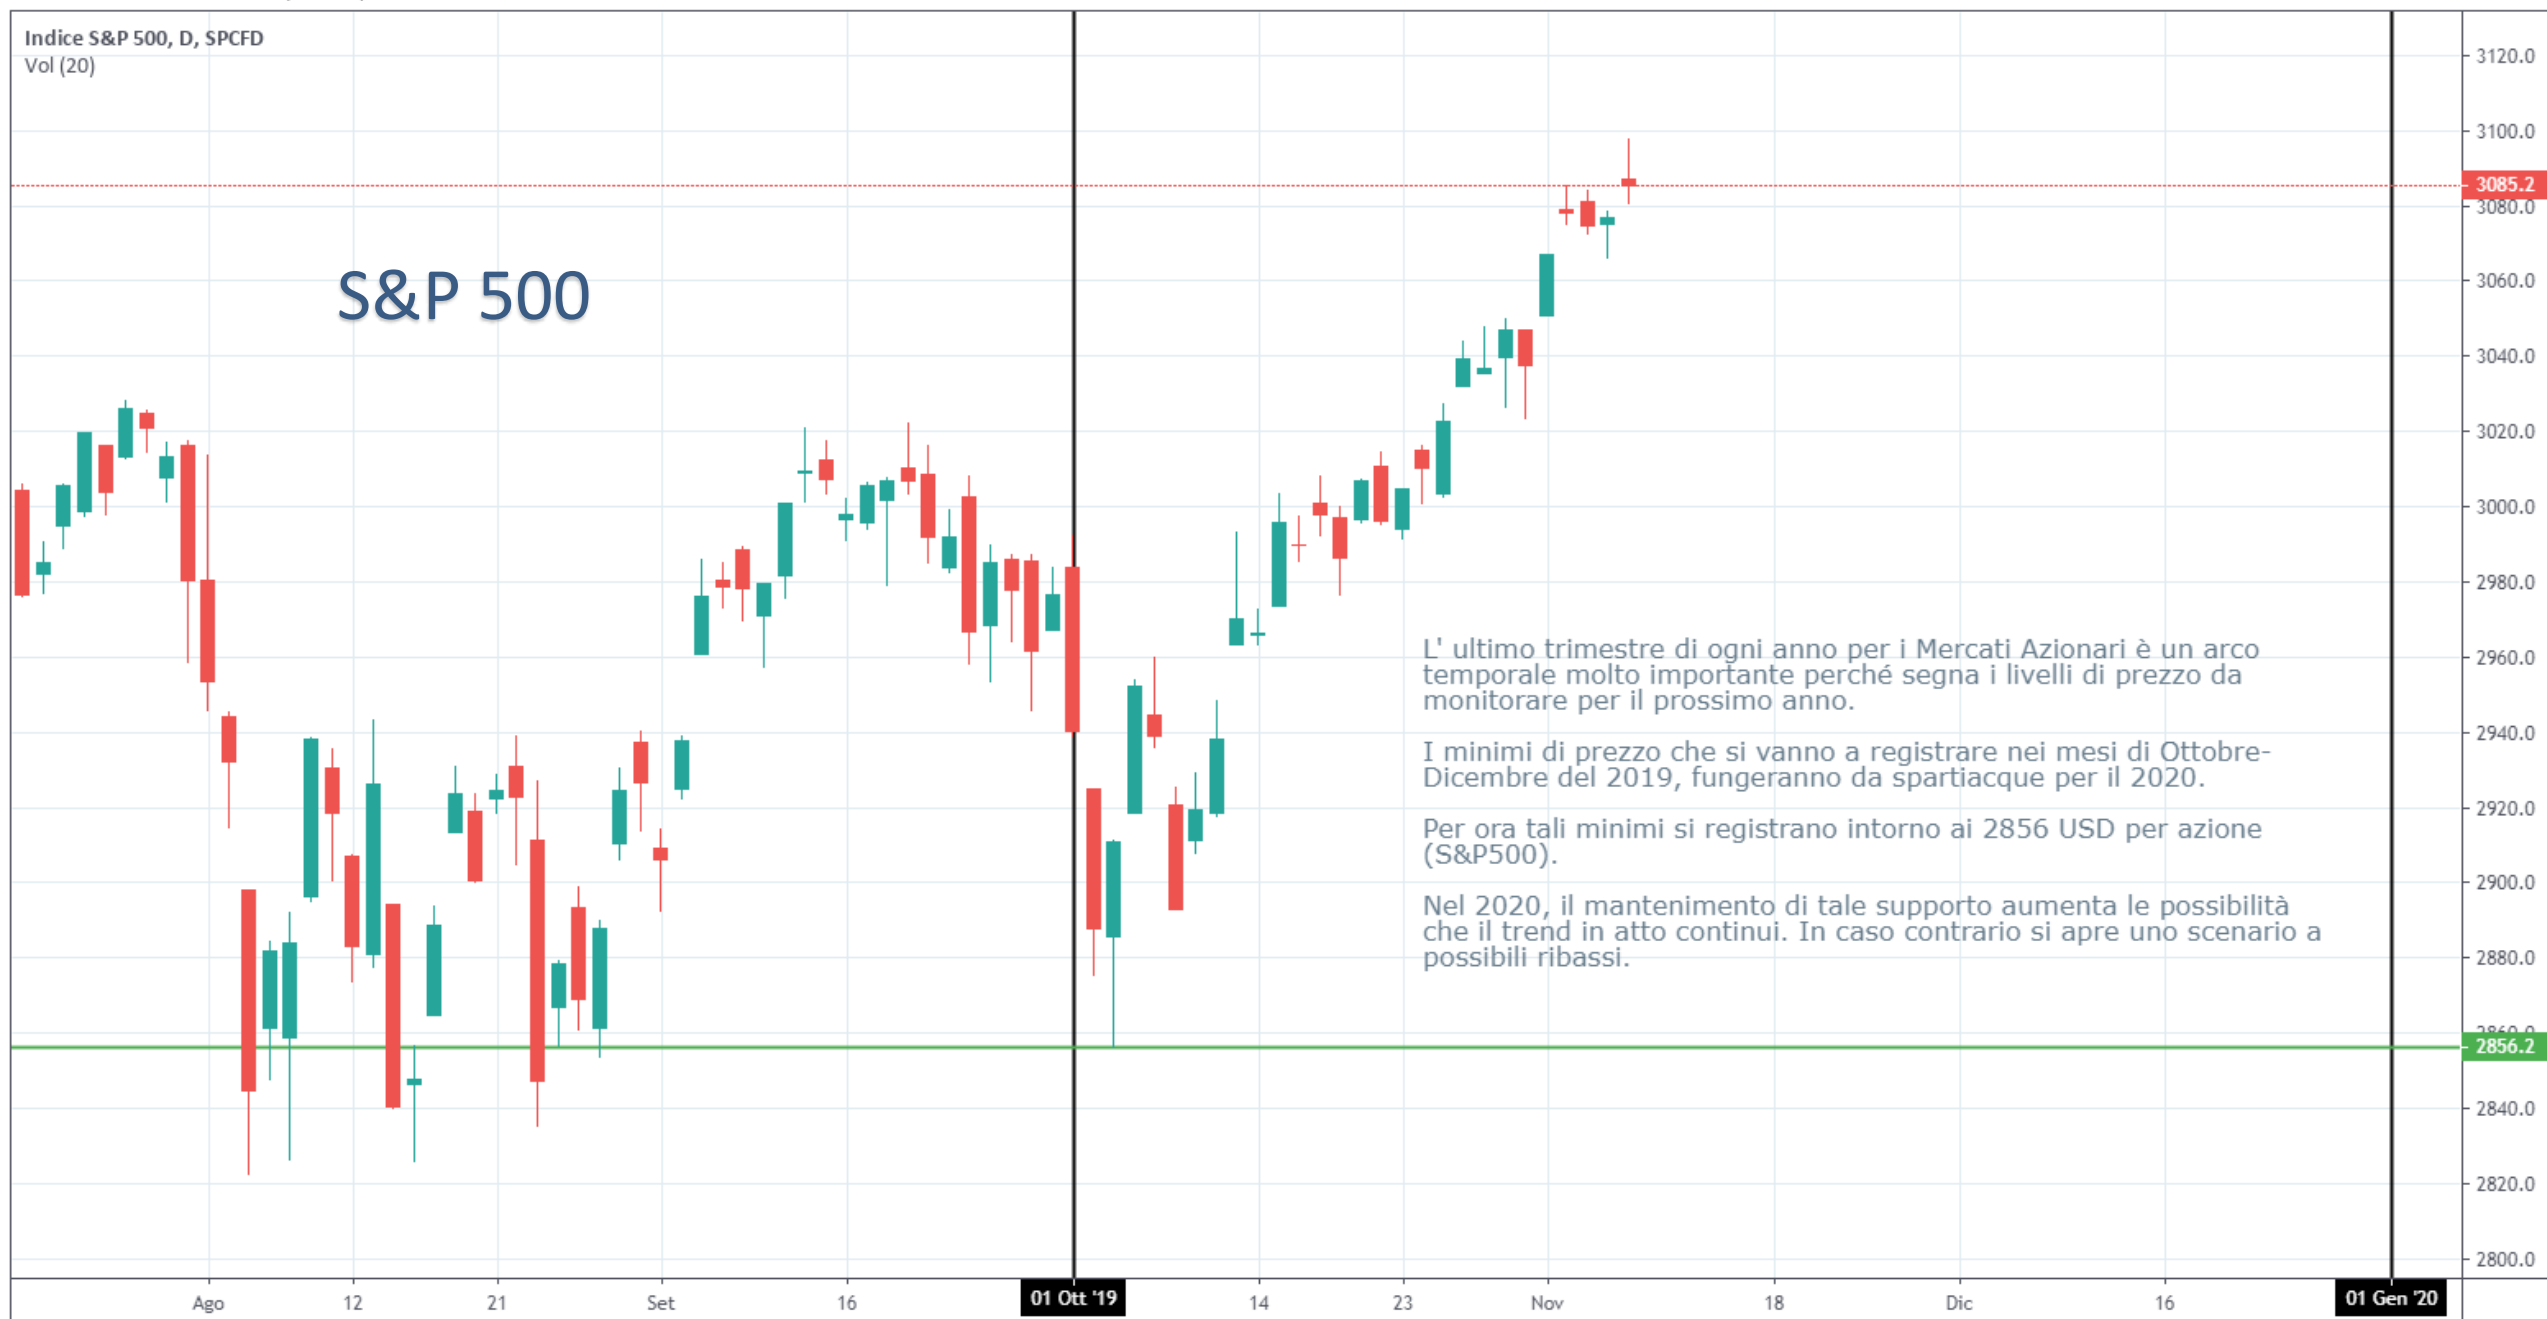 Indice S&P 500, D, SPCFD
Vol (20)
S&P 500
L' ultimo trimestre di ogni anno per i Mercati Azionari è un arco
temporale molto importante perché segna i livelli di prezzo da
monitorare per il prossimo anno.
I minimi di prezzo che si vanno a registrare nei mesi di Ottobre-
Dicembre del 2019, fungeranno da spartiacque per il 2020.
Per ora tali minimi si registrano intorno ai 2856 USD per azione
(S&P500).
Nel 2020, il mantenimento di tale supporto aumenta le possibilità
che il trend in atto continui. In caso contrario si apre uno scenario a
possibili ribassi.
3120.0
3100.0
3085.2
3080.0
3060.0
3040.0
3020.0
3000.0
2980.0
2960.0
2940.0
2920.0
2900.0
2880.0
2860.0
2856.2
2840.0
2820.0
2800.0
Ago 12 21 Set 16 01 Ott '19 14 23 Nov 18 Dic 16 01 Gen '20